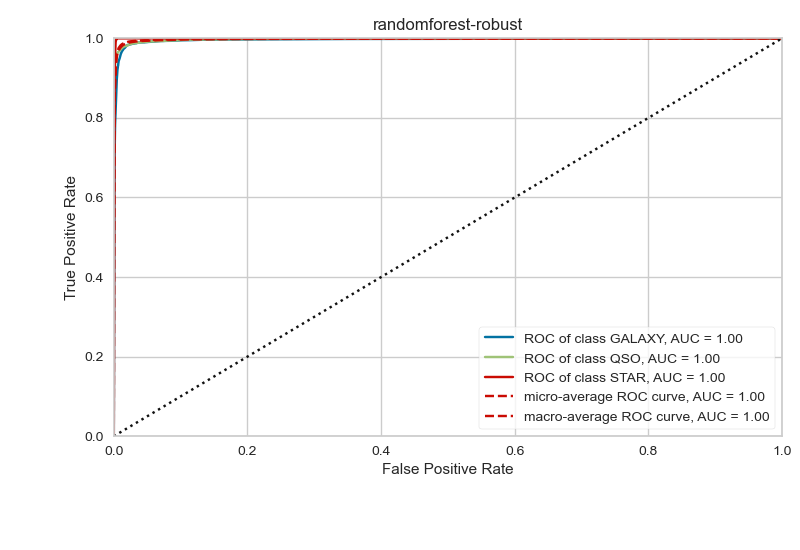 randomforest-robust
1.0
0.8
0.6
0.4
0.2
0.0
True Positive Rate
ROC of class GALAXY, AUC = 1.00
ROC of class QSO, AUC = 1.00
ROC of class STAR, AUC = 1.00
micro-average ROC curve, AUC = 1.00
macro-average ROC curve, AUC = 1.00
0.0 0.2 0.4 0.6 0.8 1.0
False Positive Rate